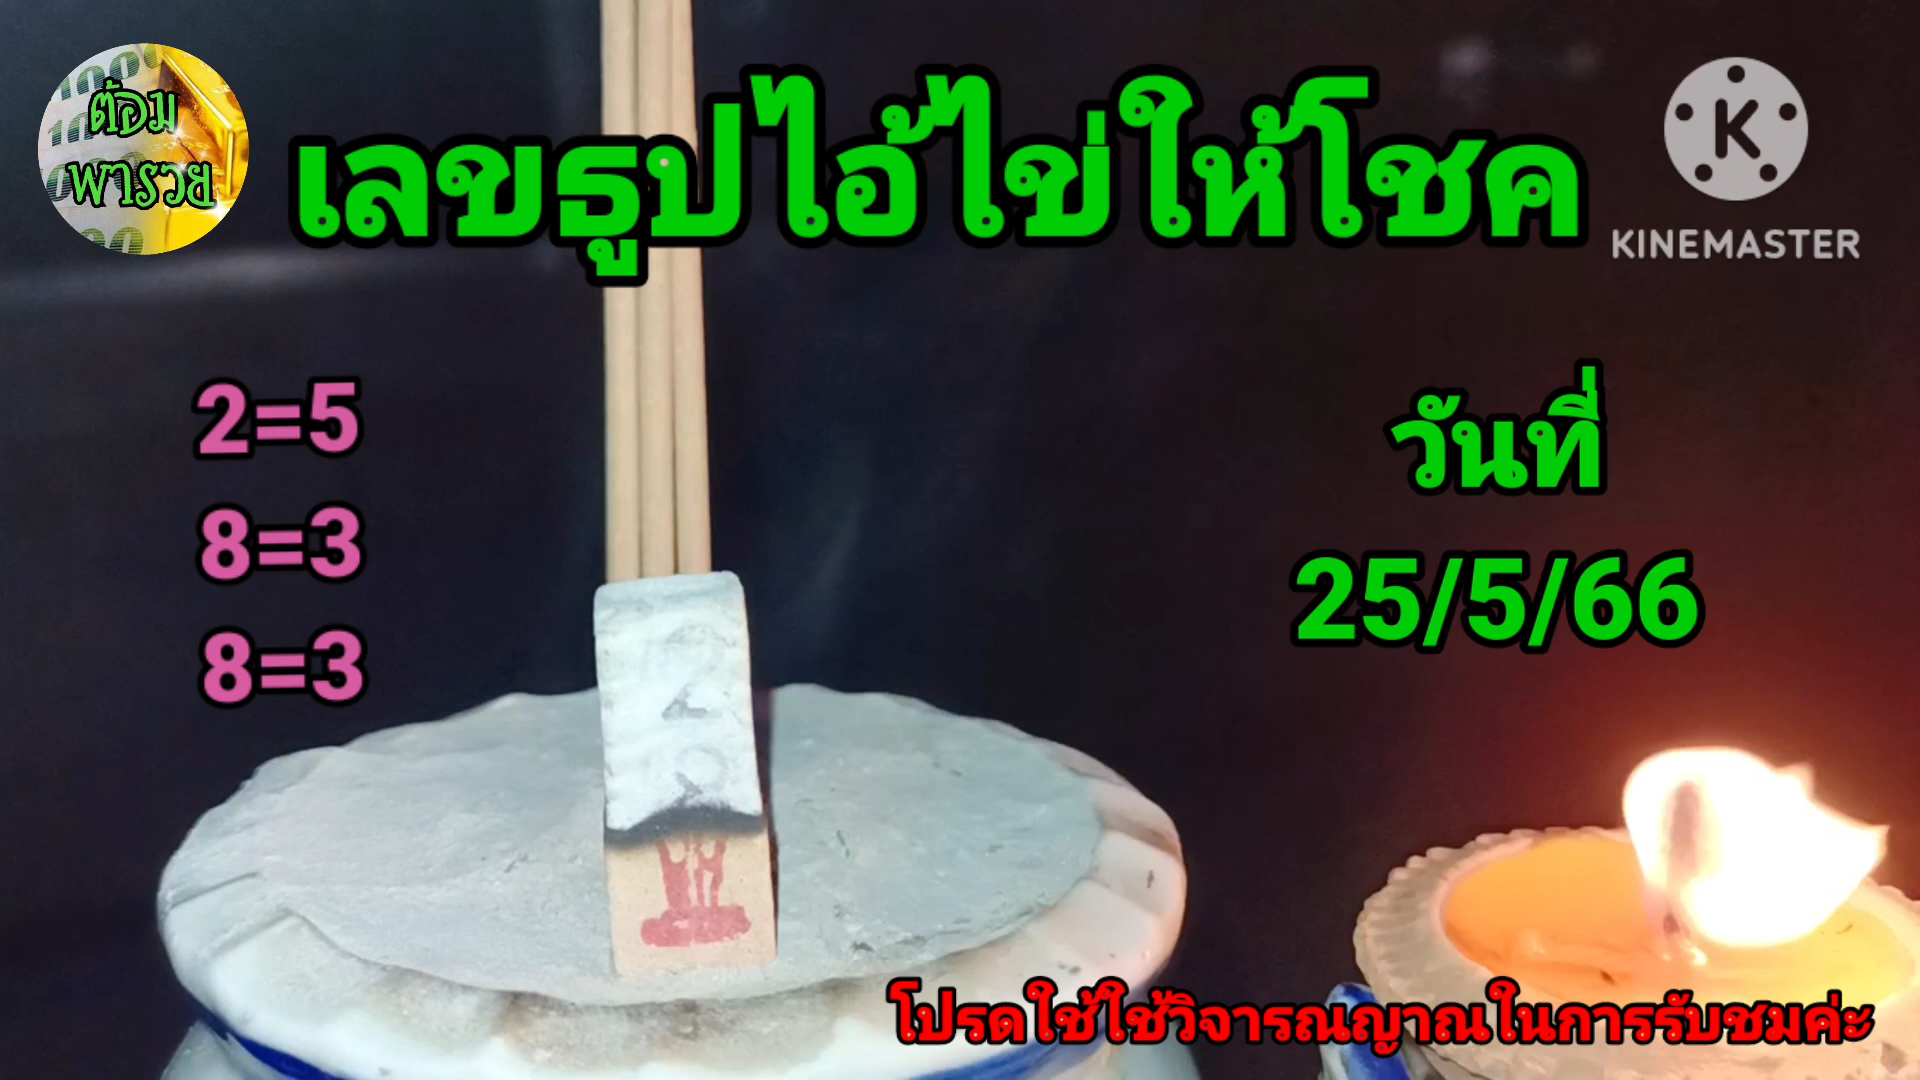 ต้อม
พารวย
เลขธูปไอ้ไข่ให้โชค
K
KINEMASTER
2=5
8=3
8=3
วันที่
25/5/66
โปรดใช้ใช้วิจารณญาณในการรับชมค่ะ